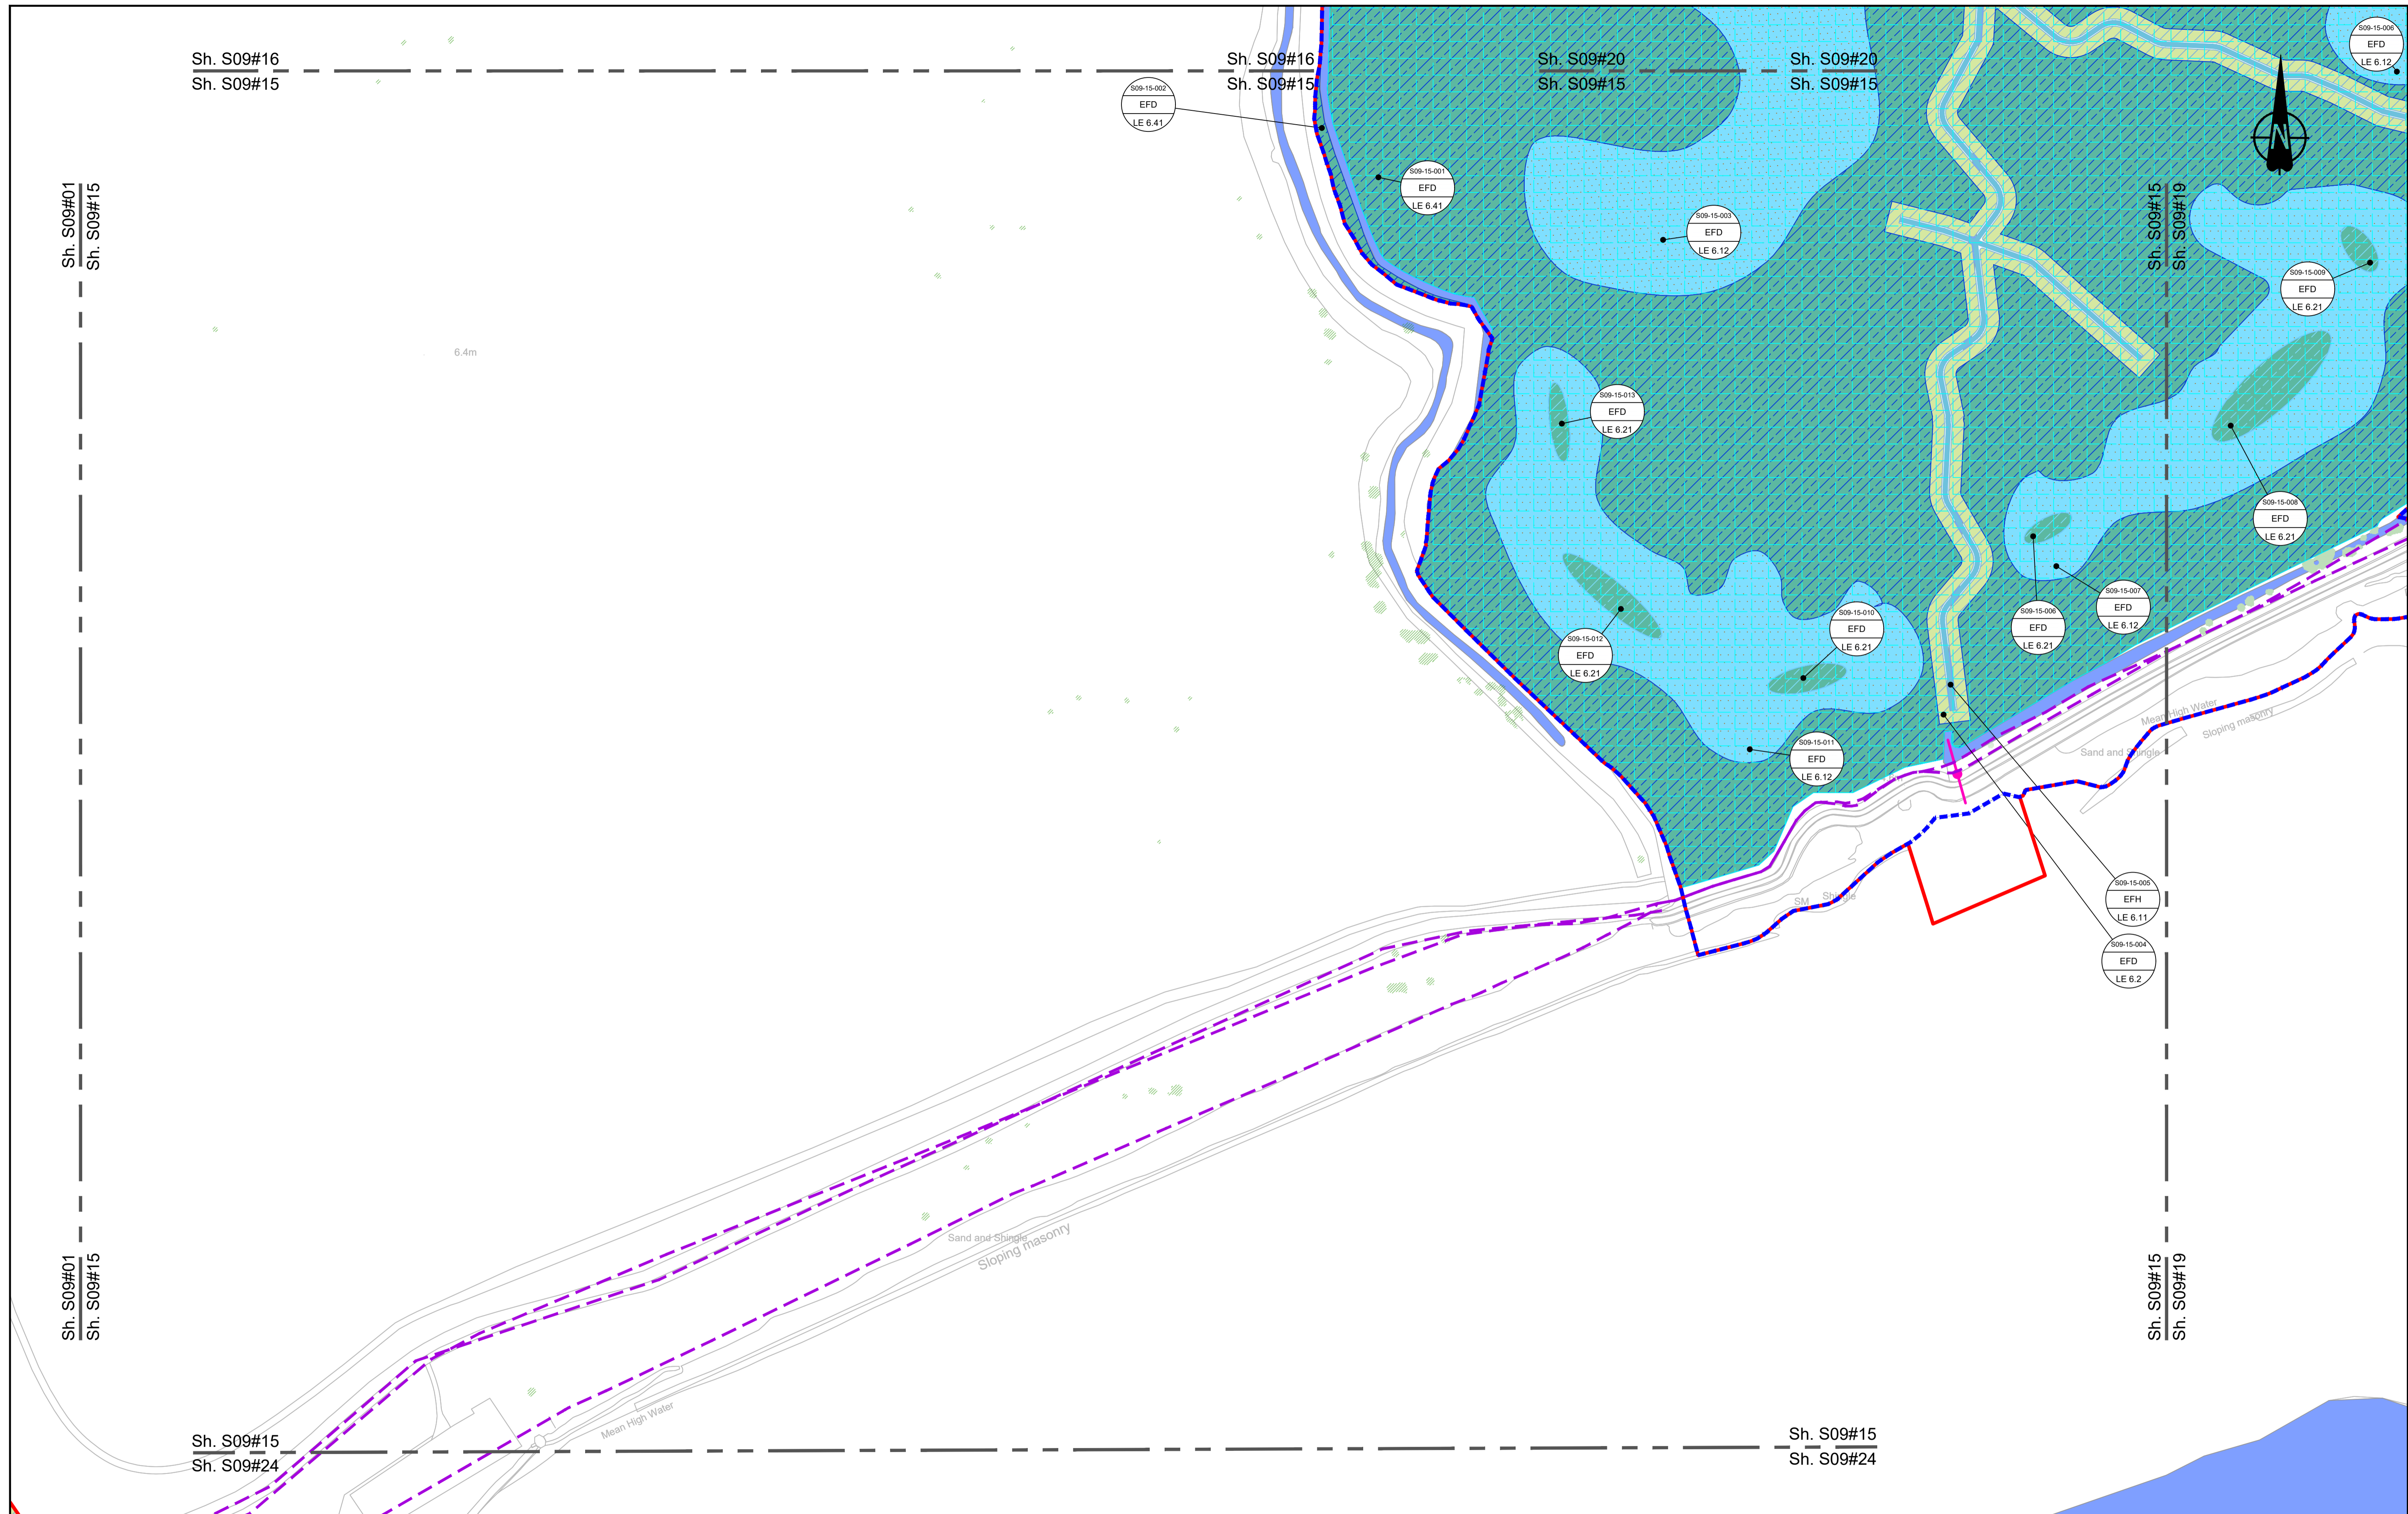 Sh. S09#16
Sh. S09#15
Sh. S09#16
Sh. S09#15
Sh. S09#20
Sh. S09#15
Sh. S09#20
Sh. S09#15
S09-15-006
EFD
LE 6.12
S09-15-002
EFD
LE 6.41
N
S09-15-001
EFD
LE 6.41
Sh. S09#01
Sh. S09#15
Sh. S09#15
Sh. S09#19
S09-15-003
EFD
LE 6.12
S09-15-009
EFD
LE 6.21
6.4m
S09-15-013
EFD
LE 6.21
S09-15-008
EFD
LE 6.21
S09-15-007
EFD
LE 6.12
S09-15-006
EFD
LE 6.21
S09-15-010
EFD
LE 6.21
S09-15-012
EFD
LE 6.21
Mean High Water
Sloping masonry
Sand and Shingle
S09-15-011
EFD
LE 6.12
SM
Shingle
S09-15-005
EFH
LE 6.11
S09-15-004
EFD
LE 6.2
Sand and Shingle
Sloping masonry
Sh. S09#01
Sh. S09#15
Sh. S09#15
Sh. S09#19
Mean High Water
Sh. S09#15
Sh. S09#24
Sh. S09#15
Sh. S09#24